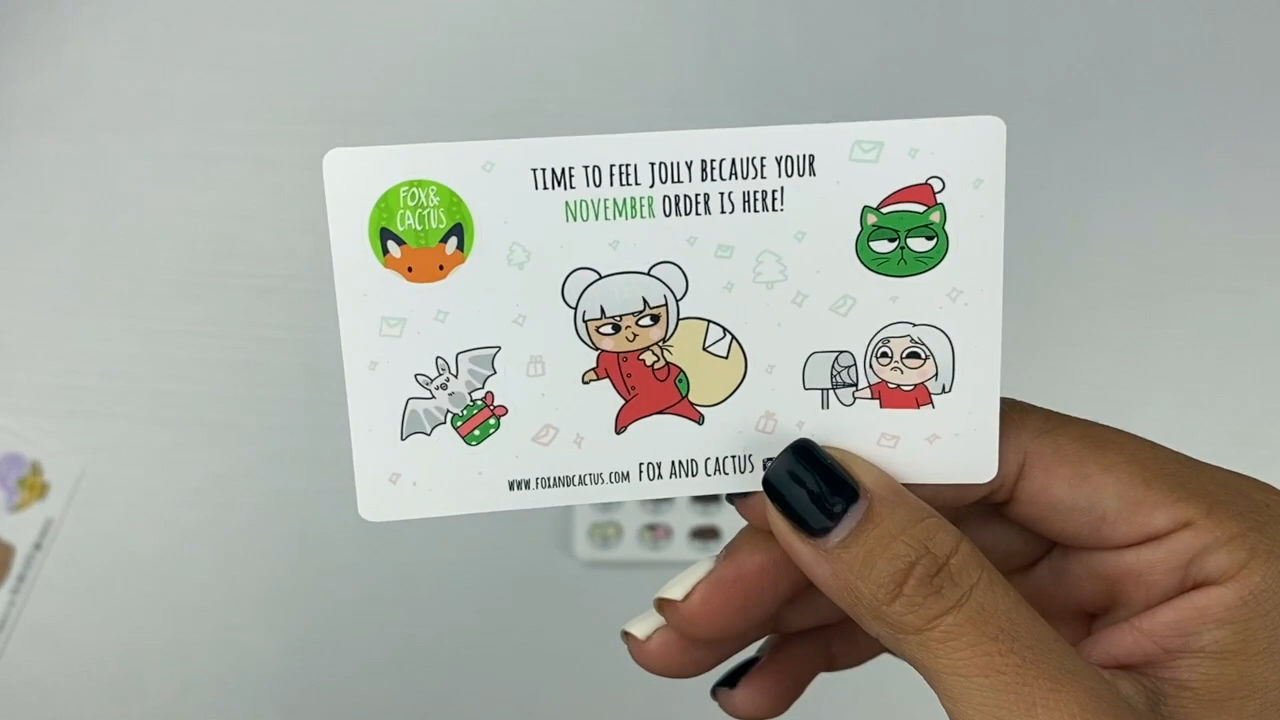 FOX&
CACTUS
TIME TO FEEL JOLLY BECAUSE YOUR
NOVEMBER ORDER IS HERE!
WWW.FOXANDCACTUS.COM FOX AND CACTUS